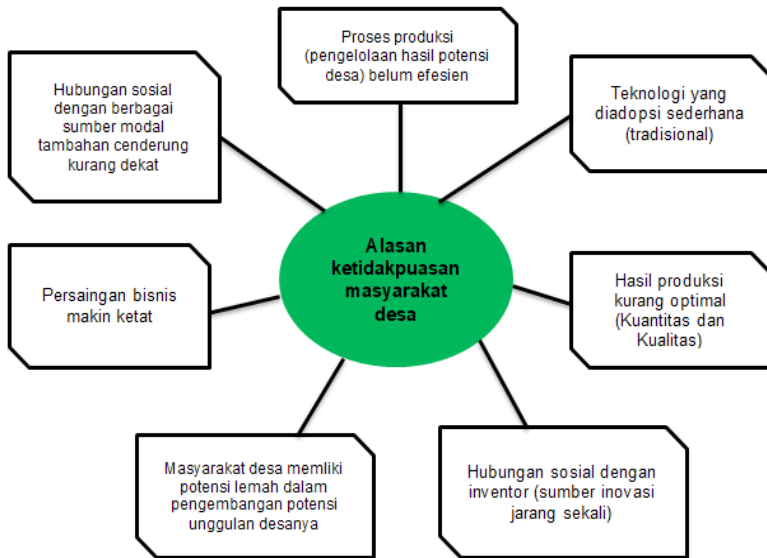 Proses produksi
(pengelolaan hasil potensi
desa) belum efesien
Hubungan sosial
dengan berbagai
sumber modal
tambahan cenderung
kurang dekat
Teknologi yang
diadopsi sederhana
(tradisional)
Alasan
ketidakpuasan
masyarakat
desa
Persaingan bisnis
makin ketat
Hasil produksi
kurang optimal
(Kuantitas dan
Kualitas)
Masyarakat desa memliki
potensi lemah dalam
pengembangan potensi
unggulan desanya
Hubungan sosial dengan
inventor (sumber inovasi
jarang sekali)